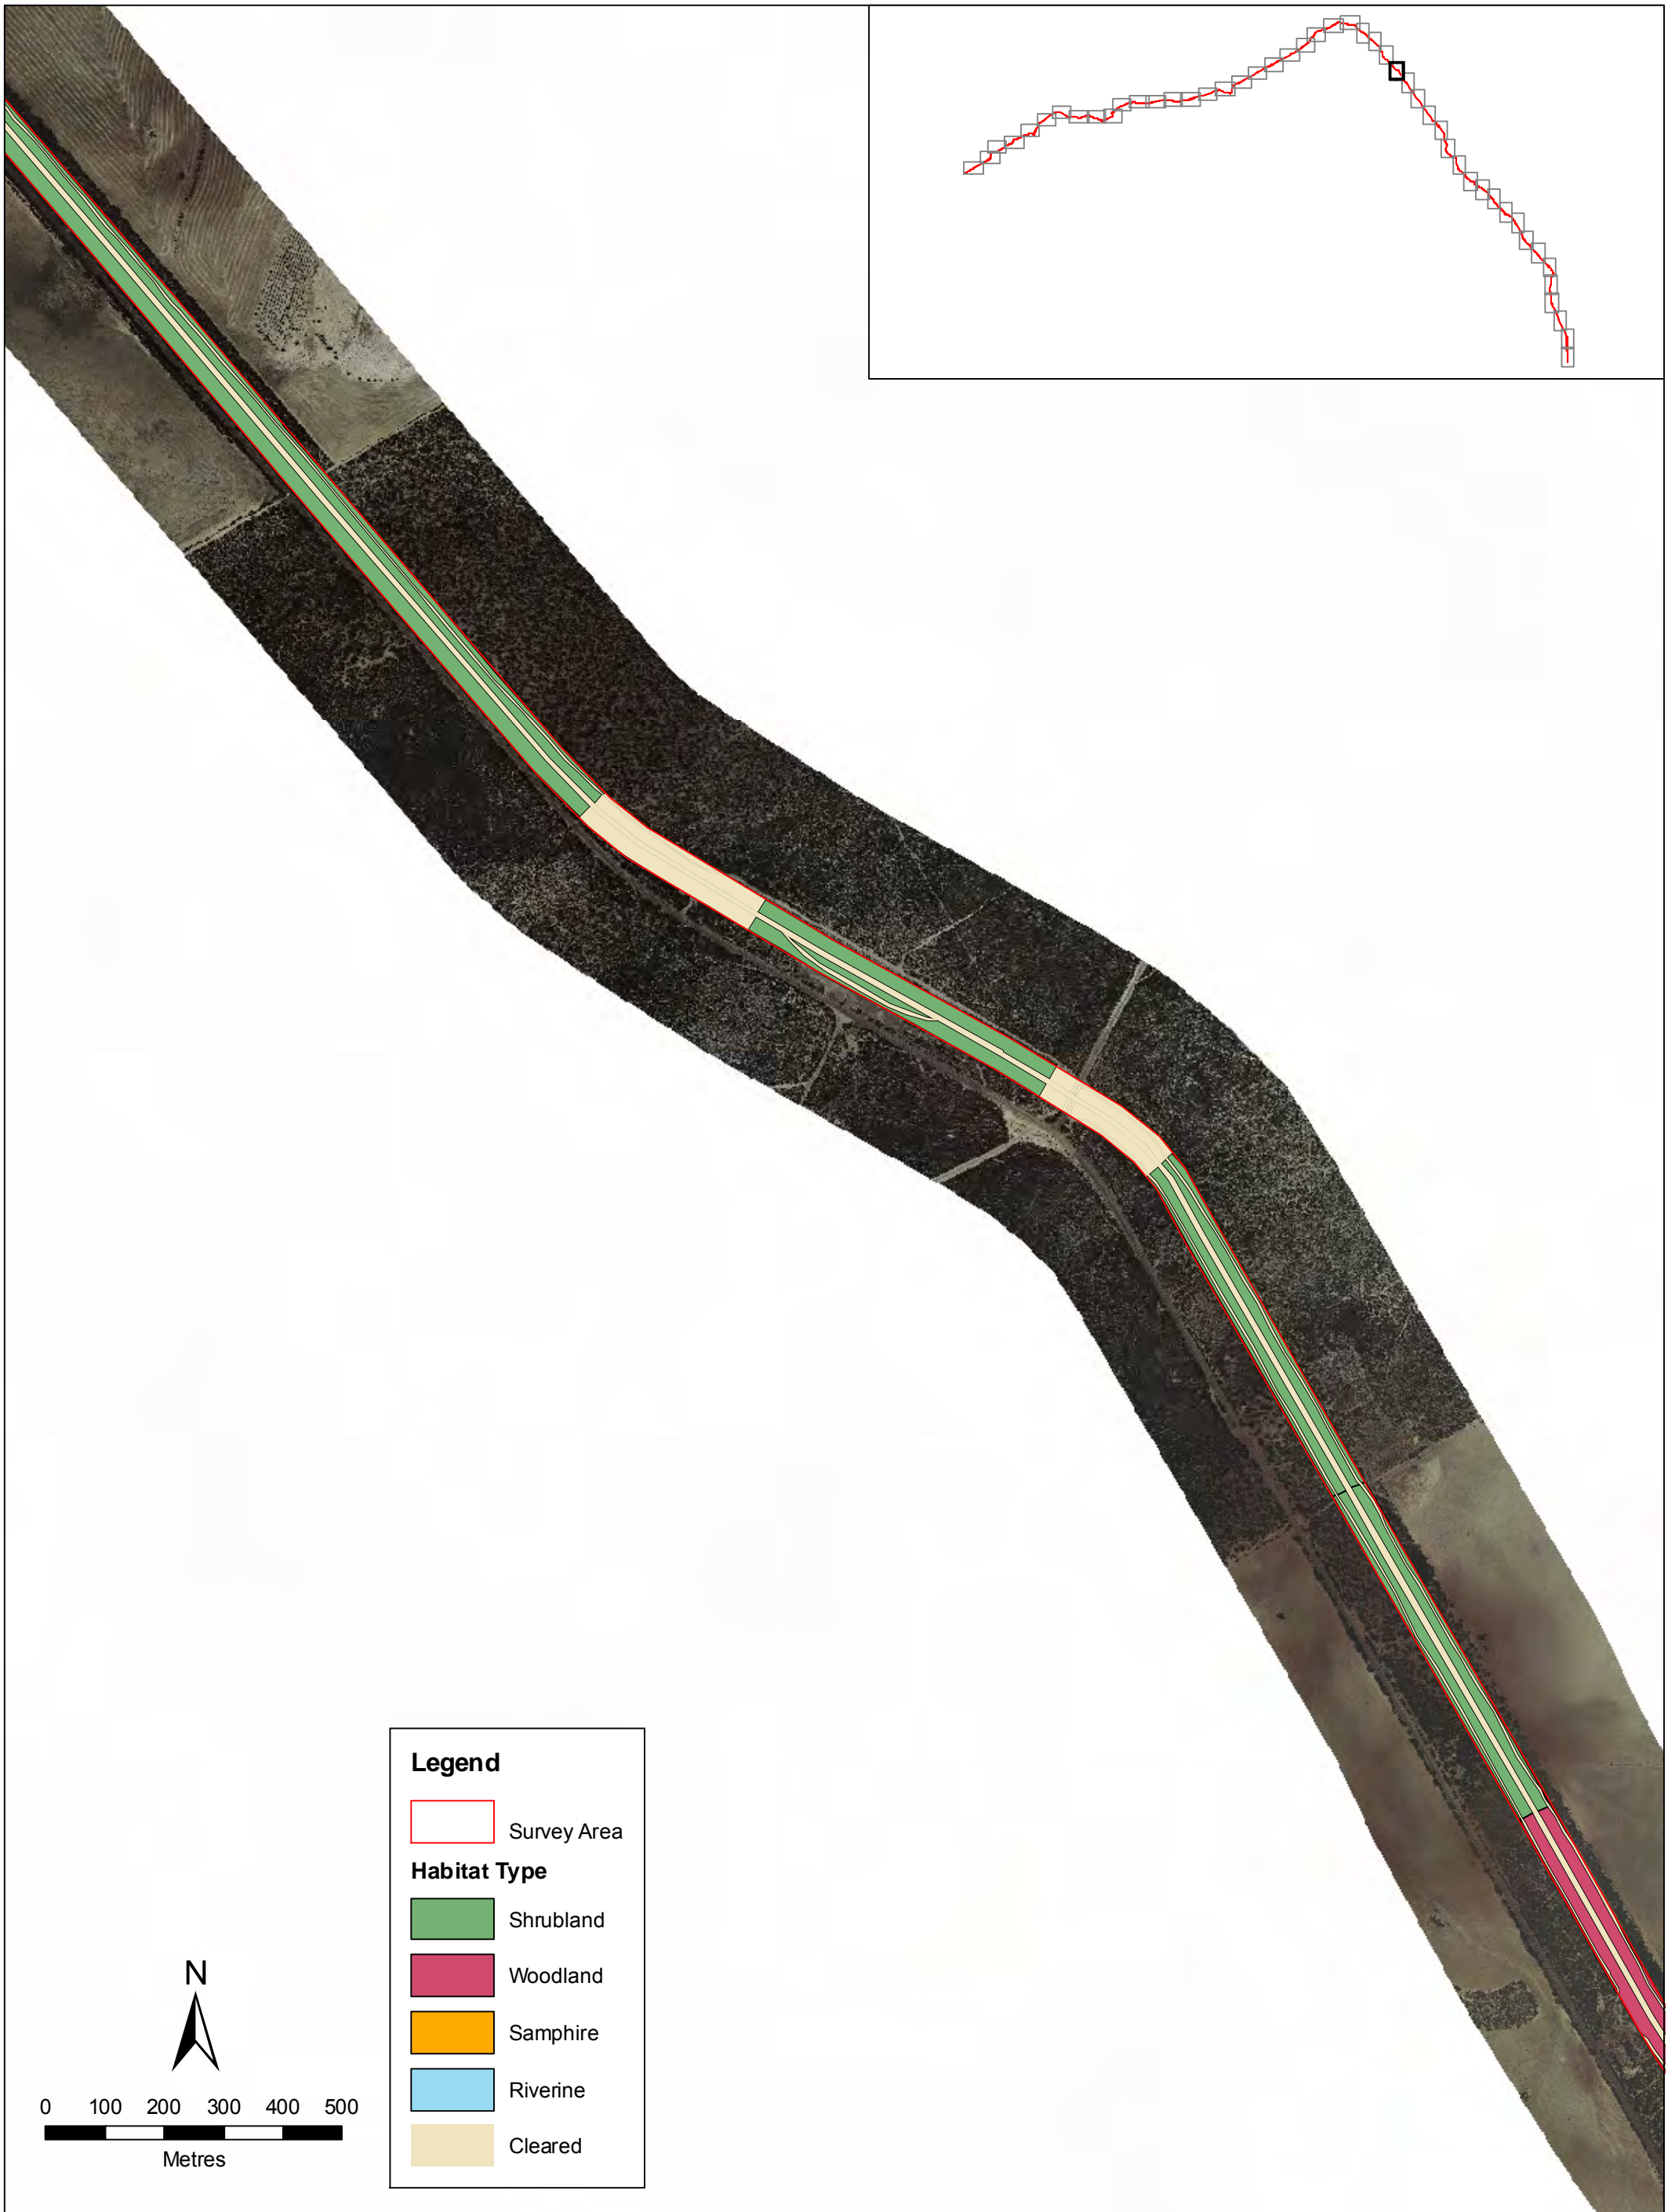 Legend
Survey Area
Habitat Type
Shrubland
Woodland
Samphire
Riverine
Cleared
N
0 100 200 300 400 500
Metres